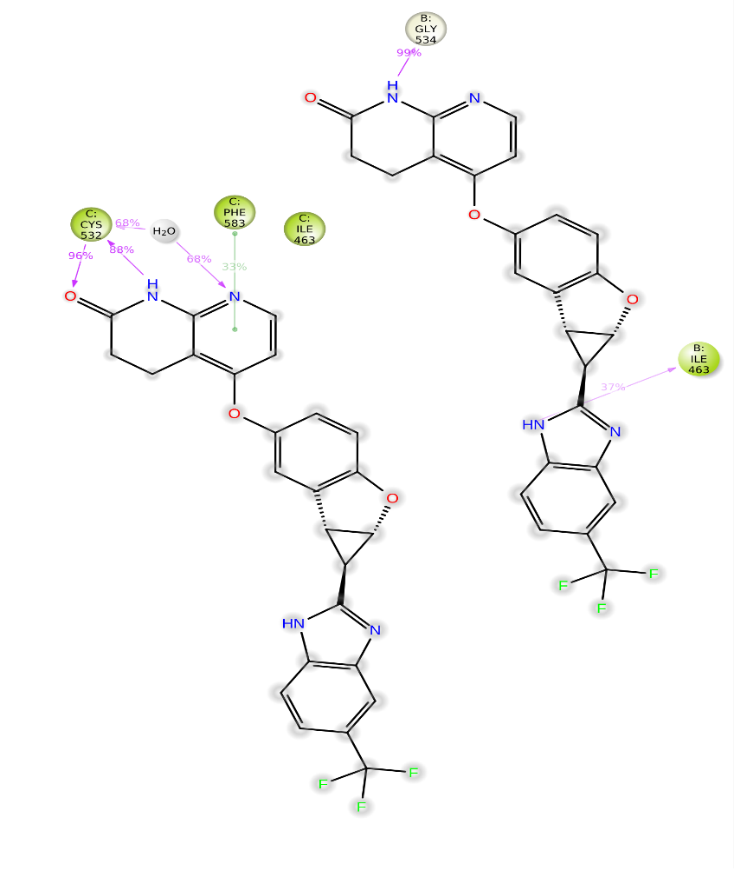 B:
GLY
534
99%
H
O
N
N
C:
CYS
532
68%
H₂O
C:
PHE
583
C:
ILE
463
O
88%
96%
68%
33%
H
O
N
N
O
B:
ILE
463
37%
O
HN
N
O
F
F
F
HN
N
F
F
F